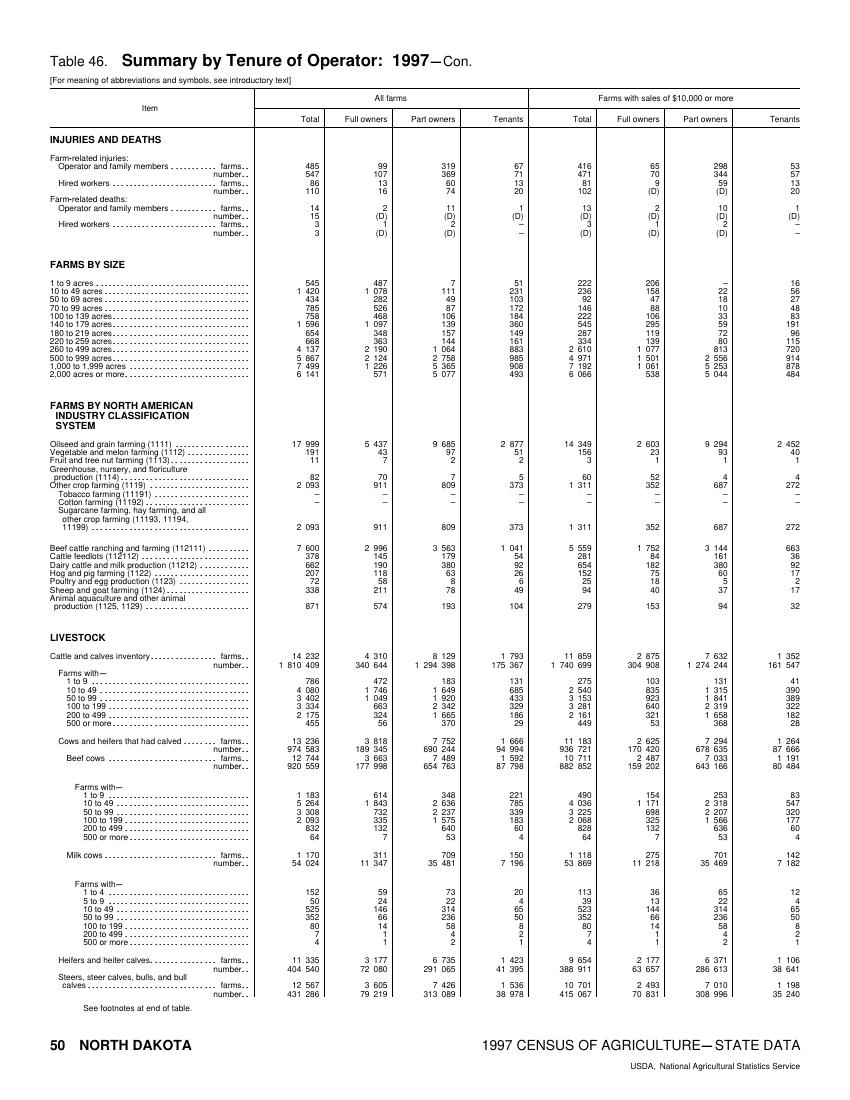 Table 46. Summary by Tenure of Operator: 1997—Con.
[For meaning of abbreviations and symbols, see introductory text]
Item All farms Farms with sales of $10,000 or more
Total Full owners Part owners Tenants Total Full owners Part owners Tenants
INJURIES AND DEATHS
Farm-related injuries:
Operator and family members farms.. 485 99 319 67 416 65 298 53
number.. 547 107 369 71 471 70 344 57
Hired workers farms.. 86 13 60 13 81 9 59 13
number.. 110 16 74 20 102 (D) (D) 20
Farm-related deaths:
Operator and family members farms.. 14 2 11 1 13 2 10 1
number.. 15 (D) (D) (D) (D) (D) (D) (D)
Hired workers farms.. 3 1 2 – 3 1 2 –
number.. 3 (D) (D) – (D) (D) (D) –
FARMS BY SIZE
1 to 9 acres 545 487 7 51 222 206 – 16
10 to 49 acres 1 420 1 078 111 231 236 158 22 56
50 to 69 acres 434 282 49 103 92 47 18 27
70 to 99 acres 785 526 87 172 146 88 10 48
100 to 139 acres 758 468 106 184 222 106 33 83
140 to 179 acres 1 596 1 097 139 360 545 295 59 191
180 to 219 acres 654 348 157 149 287 119 72 96
220 to 259 acres 668 363 144 161 334 139 80 115
260 to 499 acres 4 137 2 190 1 064 883 2 610 1 077 813 720
500 to 999 acres 5 867 2 124 2 758 985 4 971 1 501 2 556 914
1,000 to 1,999 acres 7 499 1 226 5 365 908 7 192 1 061 5 253 878
2,000 acres or more 6 141 571 5 077 493 6 066 538 5 044 484
FARMS BY NORTH AMERICAN
INDUSTRY CLASSIFICATION
SYSTEM
Oilseed and grain farming (1111) 17 999 5 437 9 685 2 877 14 349 2 603 9 294 2 452
Vegetable and melon farming (1112) 191 43 97 51 156 23 93 40
Fruit and tree nut farming (1113) 11 7 2 2 3 1 1 1
Greenhouse, nursery, and floriculture
production (1114) 82 70 7 5 60 52 4 4
Other crop farming (1119) 2 093 911 809 373 1 311 352 687 272
Tobacco farming (11191) – – – – – – – –
Cotton farming (11192) – – – – – – – –
Sugarcane farming, hay farming, and all
other crop farming (11193, 11194,
11199) 2 093 911 809 373 1 311 352 687 272
Beef cattle ranching and farming (112111) 7 600 2 996 3 563 1 041 5 559 1 752 3 144 663
Cattle feedlots (112112) 378 145 179 54 281 84 161 36
Dairy cattle and milk production (11212) 662 190 380 92 654 182 380 92
Hog and pig farming (1122) 207 118 63 26 152 75 60 17
Poultry and egg production (1123) 72 58 8 6 25 18 5 2
Sheep and goat farming (1124) 338 211 78 49 94 40 37 17
Animal aquaculture and other animal
production (1125, 1129) 871 574 193 104 279 153 94 32
LIVESTOCK
Cattle and calves inventory farms.. 14 232 4 310 8 129 1 793 11 859 2 875 7 632 1 352
number.. 1 810 409 340 644 1 294 398 175 367 1 740 699 304 908 1 274 244 161 547
Farms with—
1 to 9 786 472 183 131 275 103 131 41
10 to 49 4 080 1 746 1 649 685 2 540 835 1 315 390
50 to 99 3 402 1 049 1 920 433 3 153 923 1 841 389
100 to 199 3 334 663 2 342 329 3 281 640 2 319 322
200 to 499 2 175 324 1 665 186 2 161 321 1 658 182
500 or more 455 56 370 29 449 53 368 28
Cows and heifers that had calved farms.. 13 236 3 818 7 752 1 666 11 183 2 625 7 294 1 264
number.. 974 583 189 345 690 244 94 994 936 721 170 420 678 635 87 666
Beef cows farms.. 12 744 3 663 7 489 1 592 10 711 2 487 7 033 1 191
number.. 920 559 177 998 654 763 87 798 882 852 159 202 643 166 80 484
Farms with—
1 to 9 1 183 614 348 221 490 154 253 83
10 to 49 5 264 1 843 2 636 785 4 036 1 171 2 318 547
50 to 99 3 308 732 2 237 339 3 225 698 2 207 320
100 to 199 2 093 335 1 575 183 2 068 325 1 566 177
200 to 499 832 132 640 60 828 132 636 60
500 or more 64 7 53 4 64 7 53 4
Milk cows farms.. 1 170 311 709 150 1 118 275 701 142
number.. 54 024 11 347 35 481 7 196 53 869 11 218 35 469 7 182
Farms with—
1 to 4 152 59 73 20 113 36 65 12
5 to 9 50 24 22 4 39 13 22 4
10 to 49 525 146 314 65 523 144 314 65
50 to 99 352 66 236 50 352 66 236 50
100 to 199 80 14 58 8 80 14 58 8
200 to 499 7 1 4 2 7 1 4 2
500 or more 4 1 2 1 4 1 2 1
Heifers and heifer calves farms.. 11 335 3 177 6 735 1 423 9 654 2 177 6 371 1 106
number.. 404 540 72 080 291 065 41 395 388 911 63 657 286 613 38 641
Steers, steer calves, bulls, and bull
calves farms.. 12 567 3 605 7 426 1 536 10 701 2 493 7 010 1 198
number.. 431 286 79 219 313 089 38 978 415 067 70 831 308 996 35 240
See footnotes at end of table.
50 NORTH DAKOTA 1997 CENSUS OF AGRICULTURE—STATE DATA
USDA, National Agricultural Statistics Service